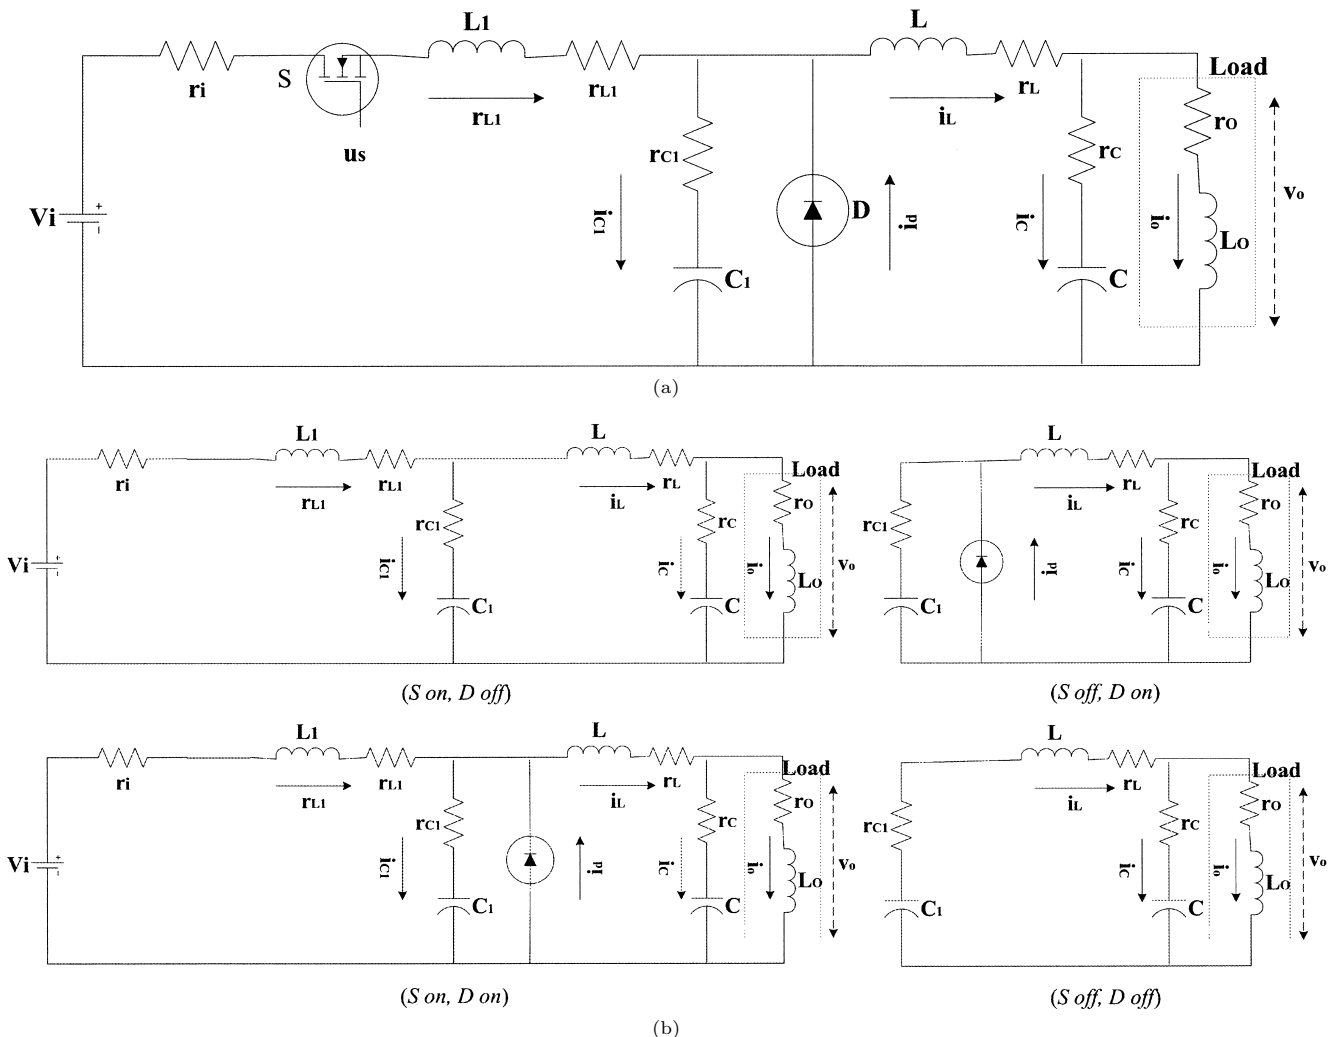 L1
L
ri
S
us
rL1
rL1
iL
rL
Load
rO
rC1
iC1
Vi
+
-
C1
D
id
iC
rC
C
io
LO
vo
(a)
L1
ri
rL1
rL1
L
iL
rL
Load
rO
Vi
+
-
iC1
rC1
C1
iC
rC
C
io
LO
vo
(S on, D off)
L
iL
rL
Load
rO
rC1
C1
id
iC
rC
C
io
LO
vo
(S off, D on)
L1
ri
rL1
rL1
L
iL
rL
Load
rO
Vi
+
-
iC1
rC1
C1
id
iC
rC
C
io
LO
vo
(S on, D on)
L
iL
rL
Load
rO
rC1
C1
iC
rC
C
io
LO
vo
(S off, D off)
(b)